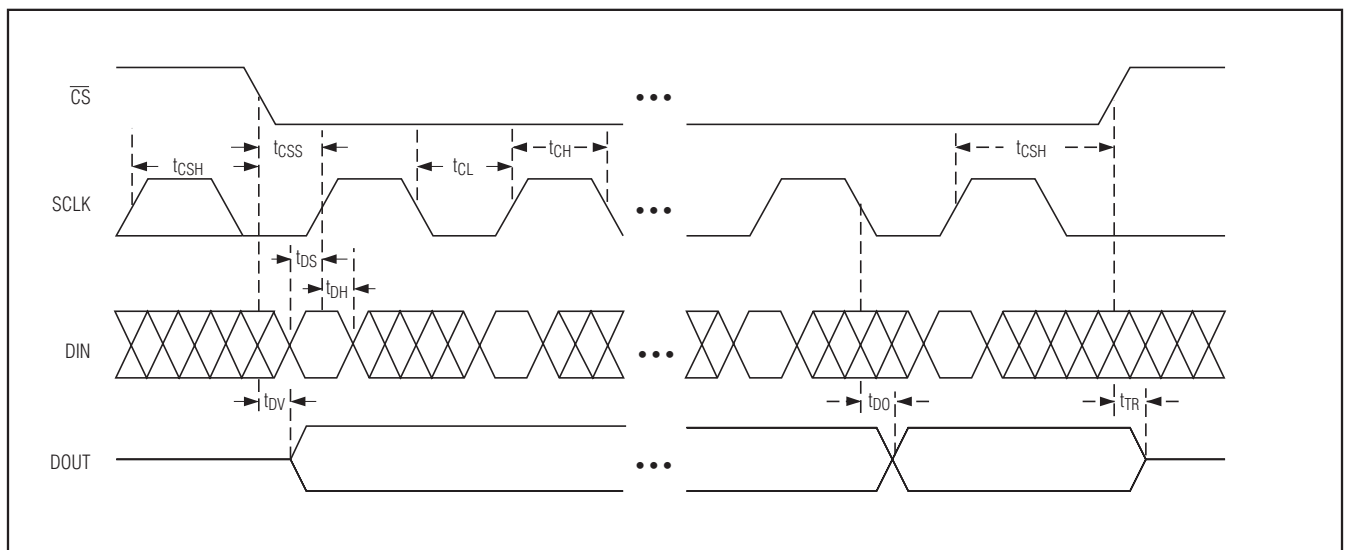 CS
tCSS
tCSH
tCL
tCH
tCSH
SCLK
tDS
tDH
DIN
tDV
tDO
tTR
DOUT